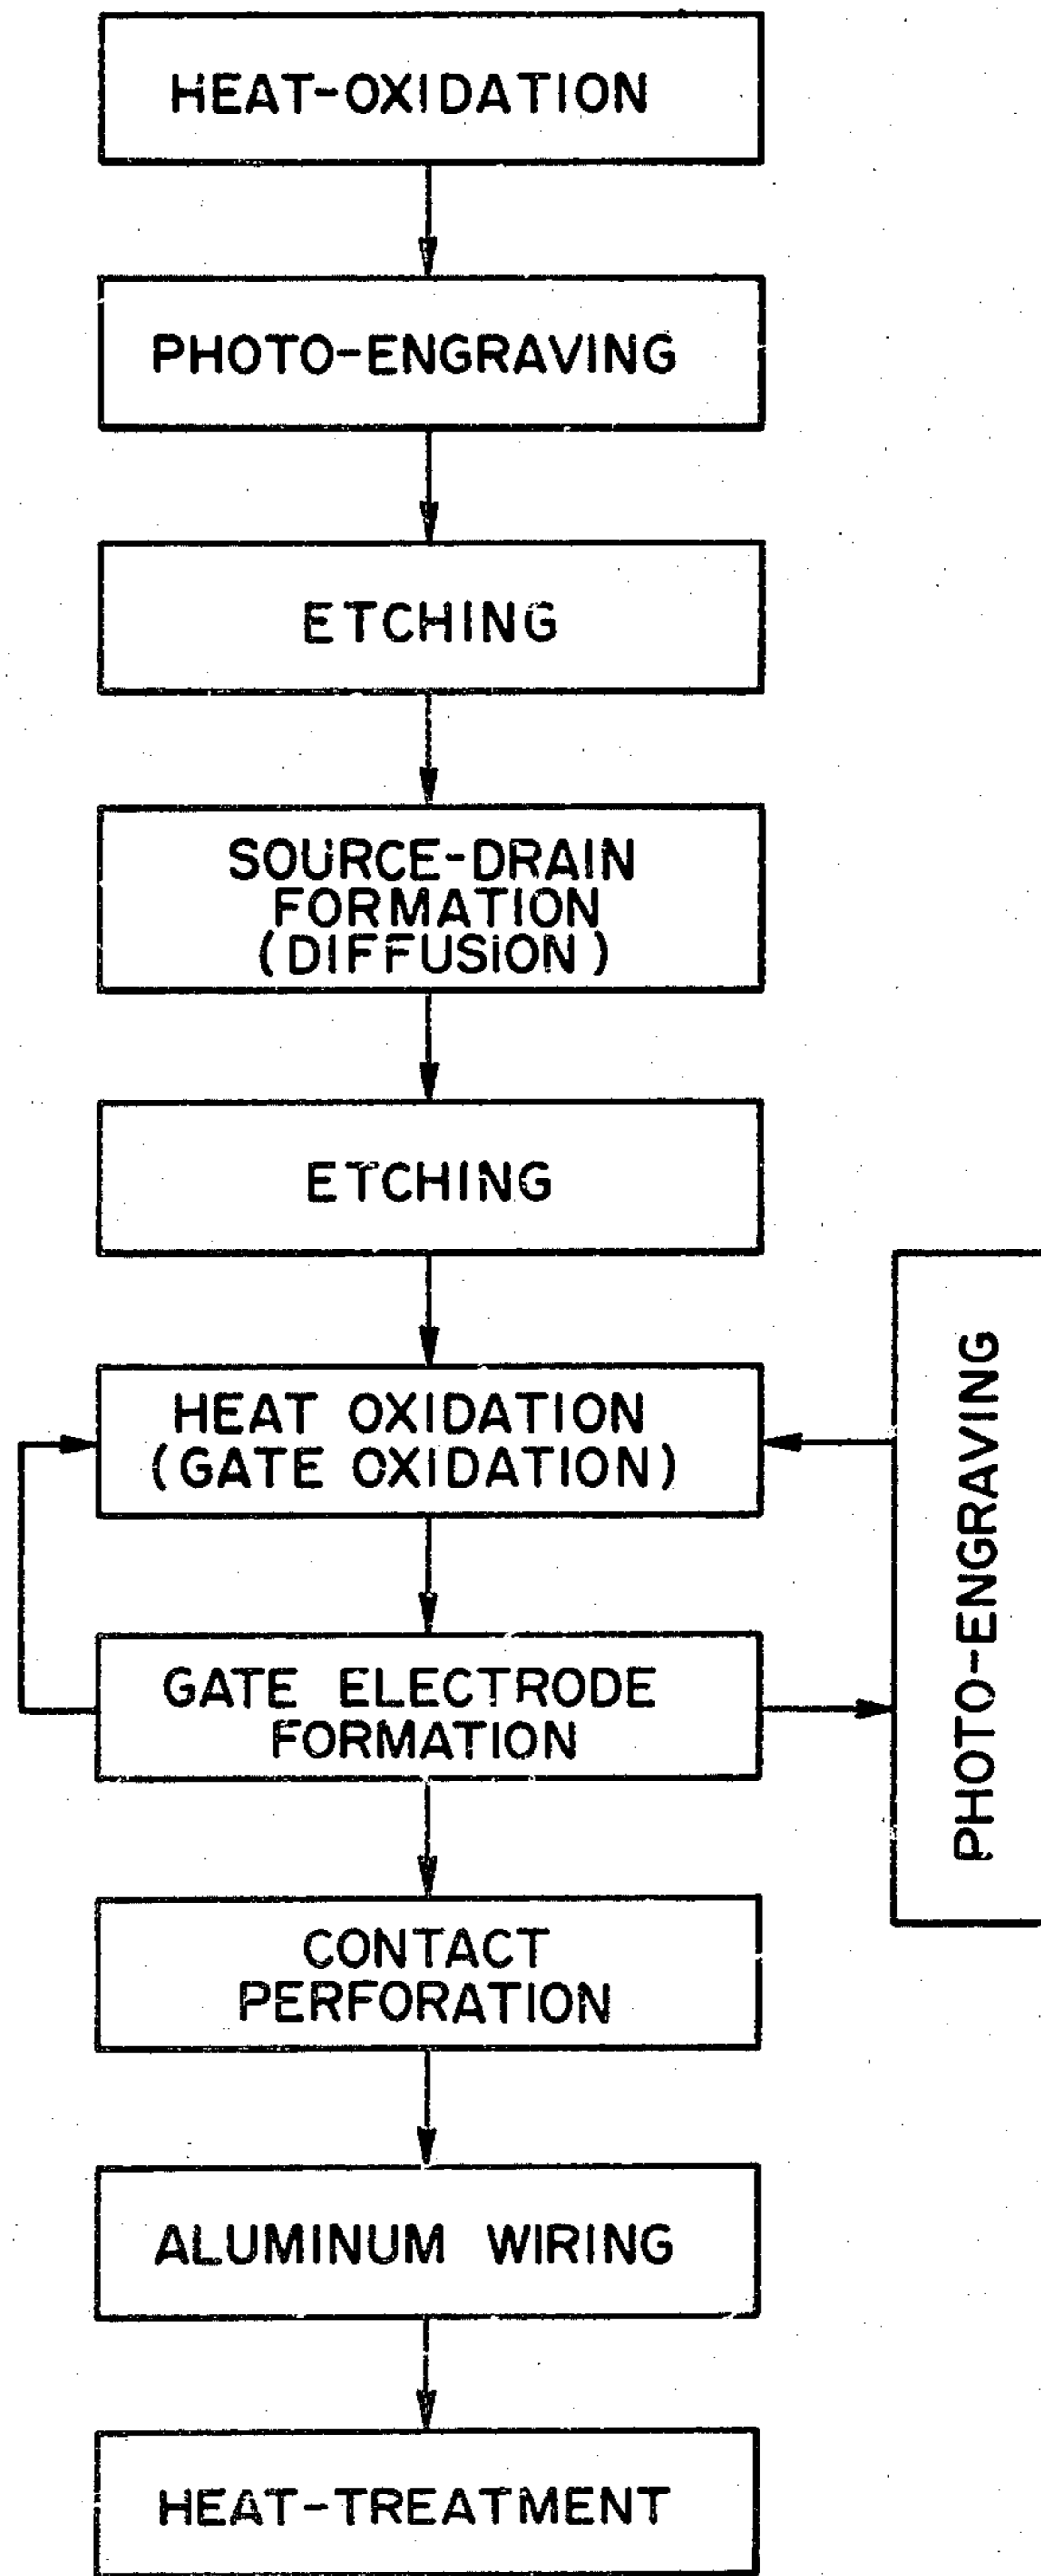 HEAT-OXIDATION
PHOTO-ENGRAVING
ETCHING
SOURCE-DRAIN
FORMATION
(DIFFUSION)
ETCHING
HEAT OXIDATION
(GATE OXIDATION)
PHOTO-ENGRAVING
GATE ELECTRODE
FORMATION
CONTACT
PERFORATION
ALUMINUM WIRING
HEAT-TREATMENT